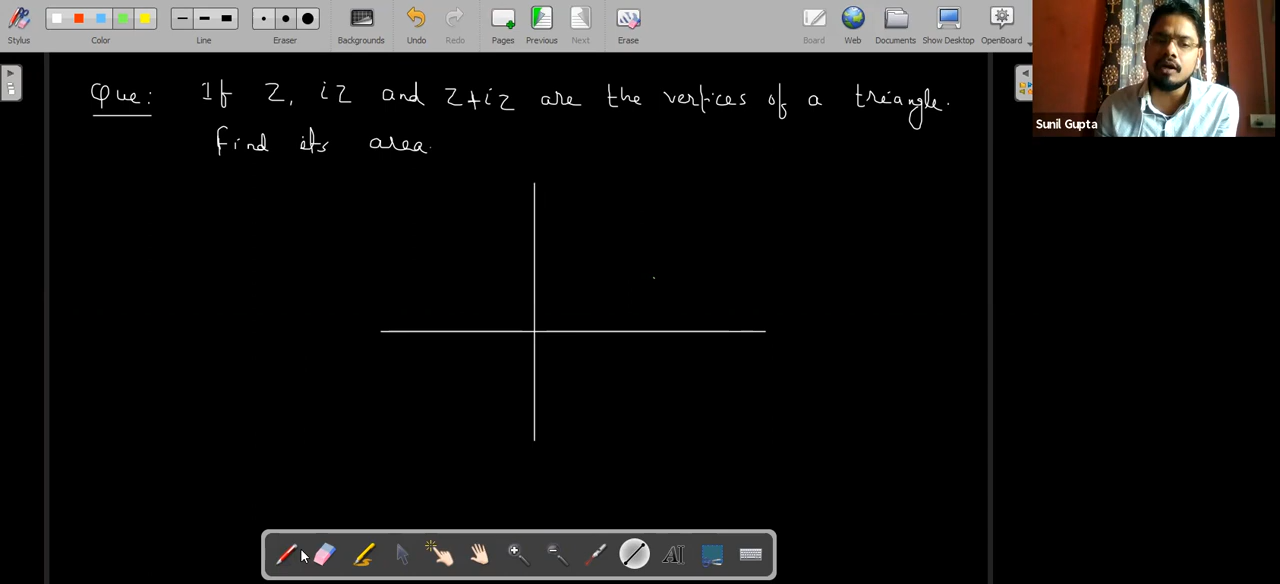 Stylus Color Line Eraser Backgrounds Undo Redo Pages Previous Next Erase Board Web Documents Show Desktop OpenBoard
Sunil Gupta
Que: If z, iz and z+iz are the vertices of a triangle.
Find its area.
AI